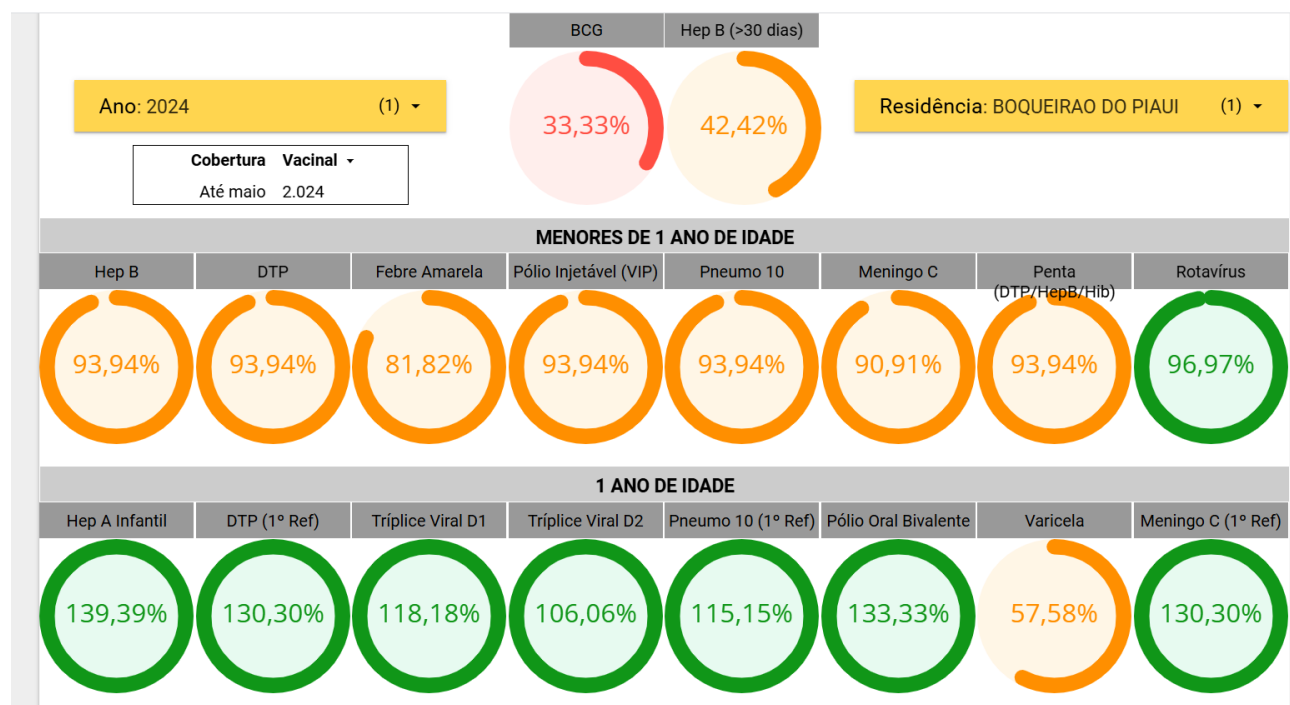 BCG
Hep B (>30 dias)
Ano: 2024 (1)
33,33%
42,42%
Residência: BOQUEIRAO DO PIAUI (1)
Cobertura Vacinal
Até maio 2.024
MENORES DE 1 ANO DE IDADE
Hep B
DTP
Febre Amarela
Pólio Injetável (VIP)
Pneumo 10
Meningo C
Penta
(DTP/HepB/Hib)
Rotavírus
93,94%
93,94%
81,82%
93,94%
93,94%
90,91%
93,94%
96,97%
1 ANO DE IDADE
Hep A Infantil
DTP (1º Ref)
Tríplice Viral D1
Tríplice Viral D2
Pneumo 10 (1º Ref)
Pólio Oral Bivalente
Varicela
Meningo C (1º Ref)
139,39%
130,30%
118,18%
106,06%
115,15%
133,33%
57,58%
130,30%